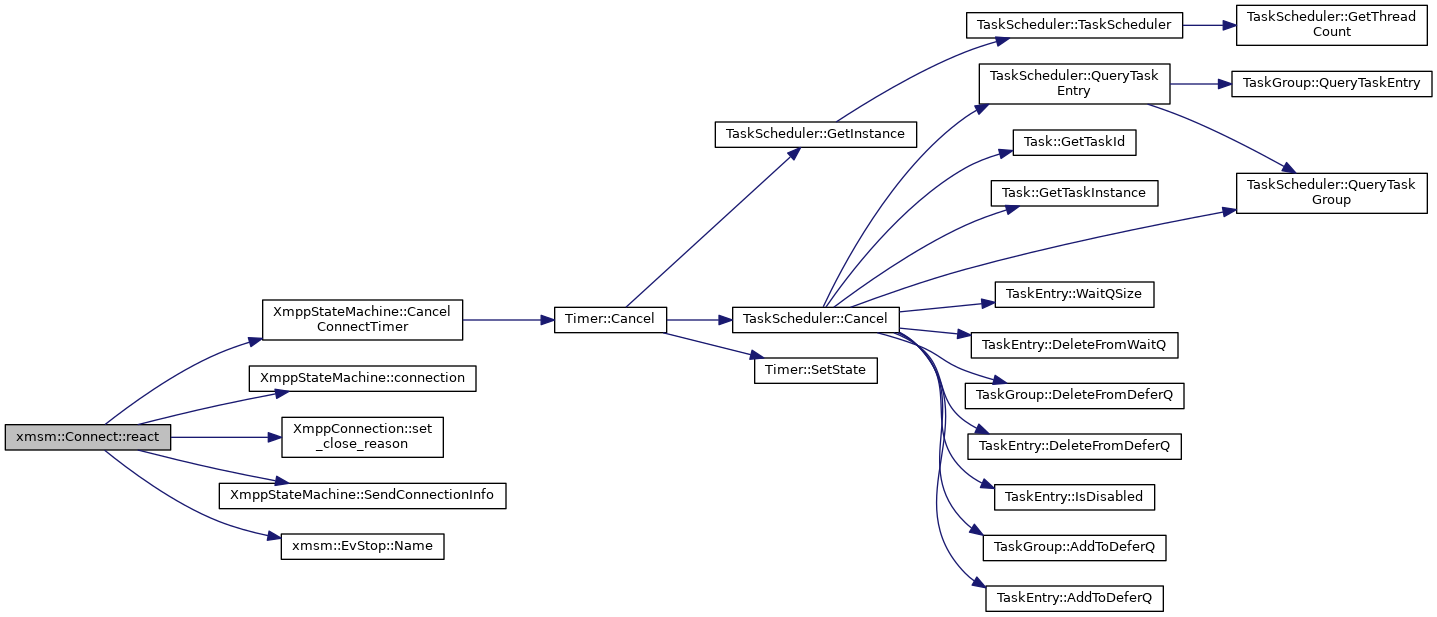 xmsm::Connect::react
XmppStateMachine::Cancel
ConnectTimer
XmppStateMachine::connection
XmppConnection::set
_close_reason
XmppStateMachine::SendConnectionInfo
xmsm::EvStop::Name
Timer::Cancel
TaskScheduler::GetInstance
TaskScheduler::Cancel
Timer::SetState
TaskScheduler::TaskScheduler
TaskScheduler::QueryTask
Entry
Task::GetTaskId
Task::GetTaskInstance
TaskEntry::WaitQSize
TaskEntry::DeleteFromWaitQ
TaskGroup::DeleteFromDeferQ
TaskEntry::DeleteFromDeferQ
TaskEntry::IsDisabled
TaskGroup::AddToDeferQ
TaskEntry::AddToDeferQ
TaskScheduler::GetThread
Count
TaskGroup::QueryTaskEntry
TaskScheduler::QueryTask
Group